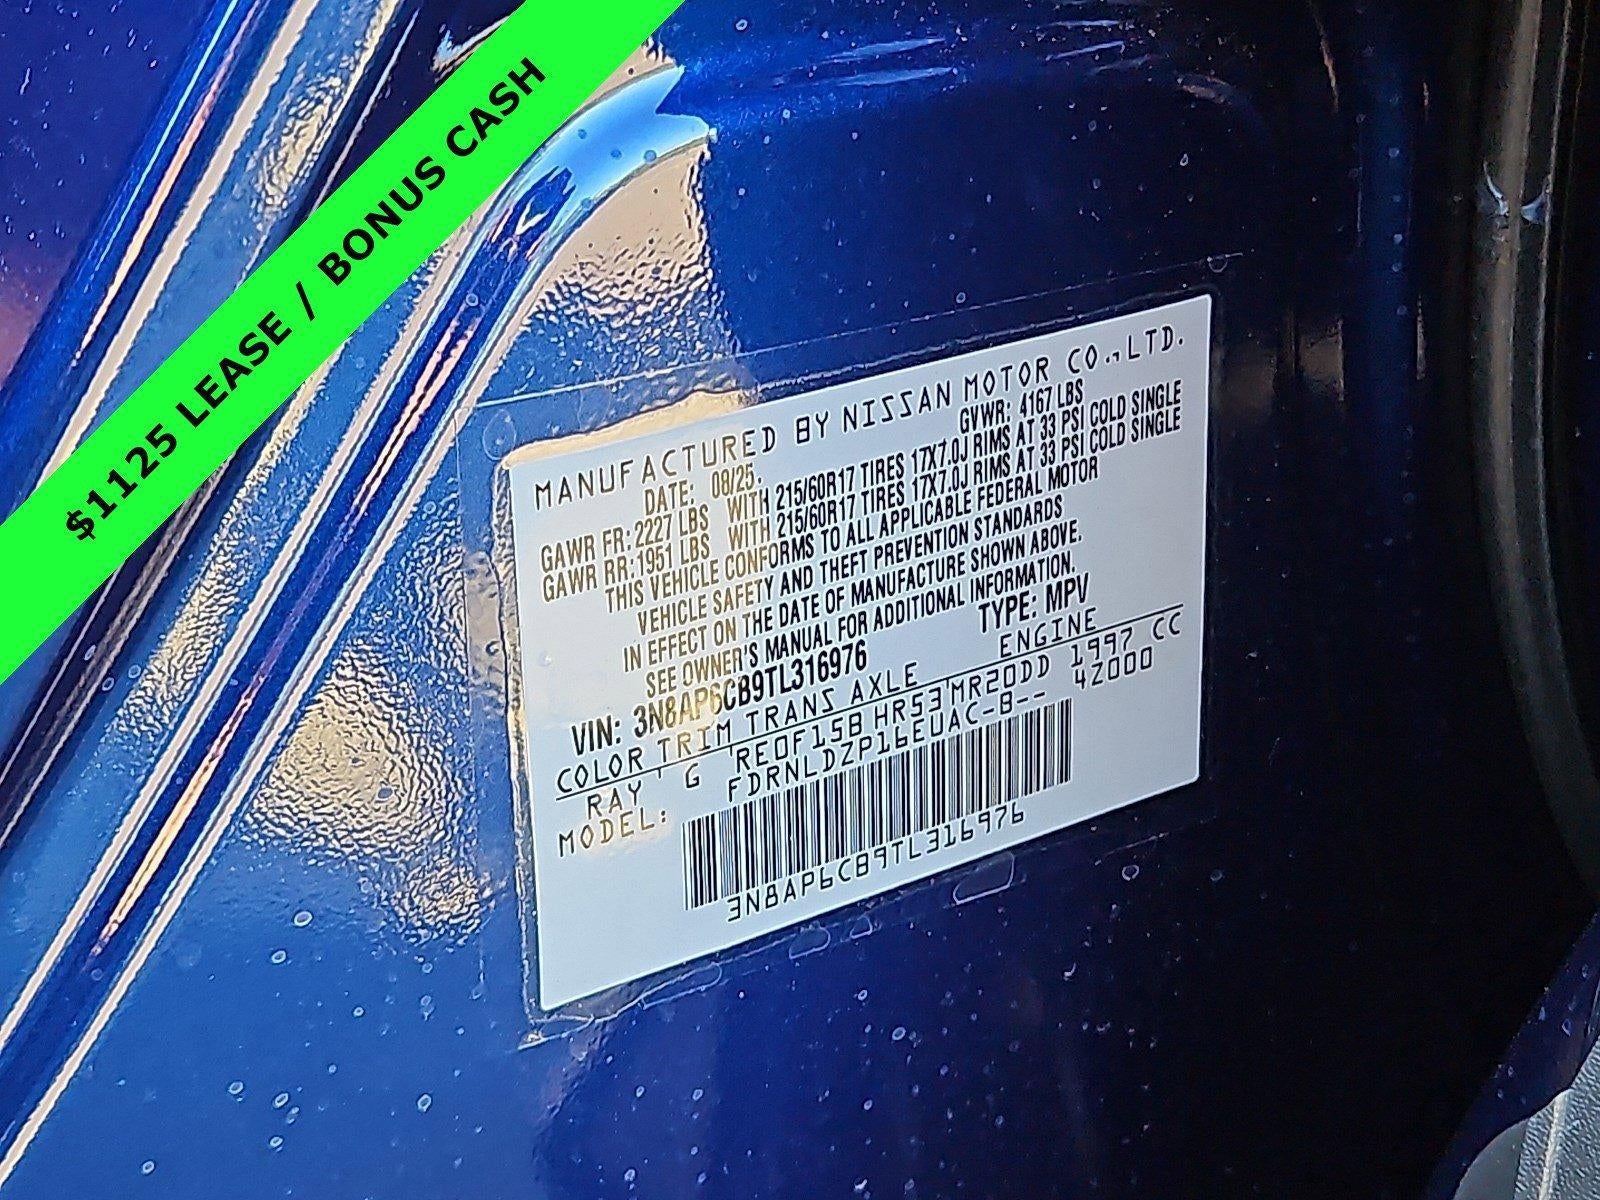 $1125 LEASE / BONUS CASH
MANUFACTURED BY NISSAN MOTOR CO.,LTD.
DATE: 08/25. GVWR: 4167 LBS
GAWR FR: 2227 LBS WITH 215/60R17 TIRES 17X7.0J RIMS AT 33 PSI COLD SINGLE
GAWR RR: 1951 LBS WITH 215/60R17 TIRES 17X7.0J RIMS AT 33 PSI COLD SINGLE
THIS VEHICLE CONFORMS TO ALL APPLICABLE FEDERAL MOTOR
VEHICLE SAFETY AND THEFT PREVENTION STANDARDS
IN EFFECT ON THE DATE OF MANUFACTURE SHOWN ABOVE.
SEE OWNER'S MANUAL FOR ADDITIONAL INFORMATION.
VIN: 3N8AP6CB9TL316976 TYPE: MPV
COLOR TRIM TRANS AXLE ENGINE
RAY G RE0F15B HR53 MR20DD 1997 CC
MODEL: FDRNLDZP16EUAC-B-- 42000
3N8AP6CB9TL316976